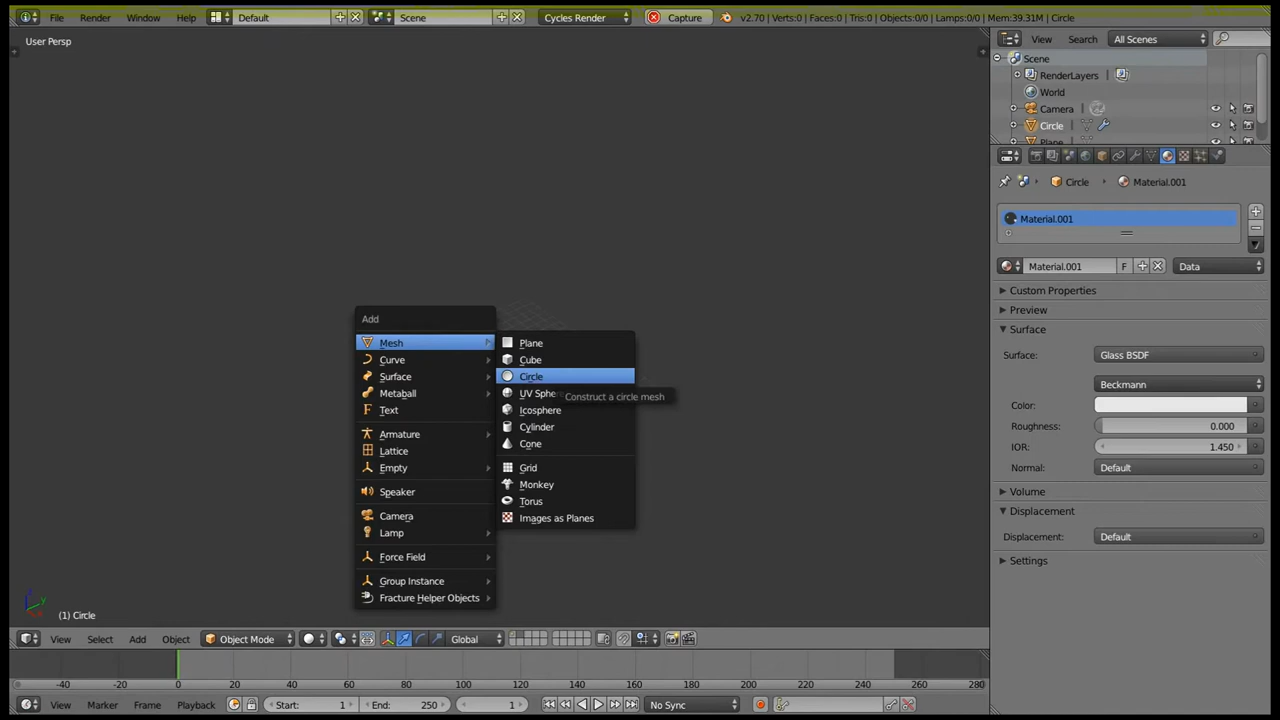 File Render Window Help Default Scene Cycles Render Capture v2.70 | Verts:0 | Faces:0 | Tris:0 | Objects:0/0 | Lamps:0/0 | Mem:39.31M | Circle
User Persp
View Search All Scenes
Scene
RenderLayers
World
Camera
Circle
Plane
Circle Material.001
Material.001
Material.001 F Data
Custom Properties
Preview
Surface
Surface: Glass BSDF
Beckmann
Color:
Roughness: 0.000
IOR: 1.450
Normal: Default
Volume
Displacement
Displacement: Default
Settings
Add
Mesh
Curve
Surface
Metaball
Text
Armature
Lattice
Empty
Speaker
Camera
Lamp
Force Field
Group Instance
Fracture Helper Objects
Plane
Cube
Circle
UV Sphe
Construct a circle mesh
Icosphere
Cylinder
Cone
Grid
Monkey
Torus
Images as Planes
(1) Circle
View Select Add Object Object Mode Global
-40 -20 0 20 40 60 80 100 120 140 160 180 200 220 240 260 280
View Marker Frame Playback Start: 1 End: 250 1 No Sync